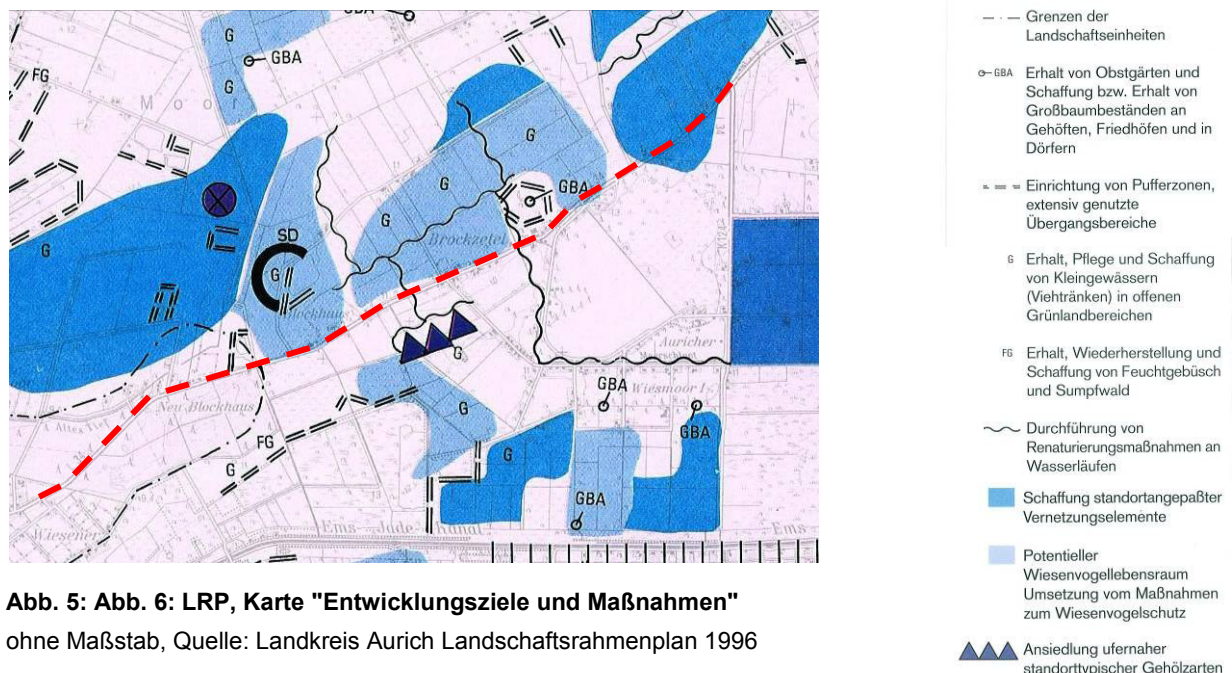 GBA
G
GBA
FG
G
Moor
34
G
GBA
G
SD
G
Brockzetel
G
G
Blockhaus
K124
Auricher
G
GBA
Wiesmoor I
Neu Blockhaus
Altes Tief
G
GBA
FG
G
G
GBA
Wiesener
Ems - Jade - Kanal
Ems
Abb. 5: Abb. 6: LRP, Karte "Entwicklungsziele und Maßnahmen"
ohne Maßstab, Quelle: Landkreis Aurich Landschaftsrahmenplan 1996
Grenzen der
Landschaftseinheiten
GBA Erhalt von Obstgärten und
Schaffung bzw. Erhalt von
Großbaumbeständen an
Gehöften, Friedhöfen und in
Dörfern
Einrichtung von Pufferzonen,
extensiv genutzte
Übergangsbereiche
G Erhalt, Pflege und Schaffung
von Kleingewässern
(Viehtränken) in offenen
Grünlandbereichen
FG Erhalt, Wiederherstellung und
Schaffung von Feuchtgebüsch
und Sumpfwald
Durchführung von
Renaturierungsmaßnahmen an
Wasserläufen
Schaffung standortangepaßter
Vernetzungselemente
Potentieller
Wiesenvogellebensraum
Umsetzung vom Maßnahmen
zum Wiesenvogelschutz
Ansiedlung ufernaher
standorttypischer Gehölzarten